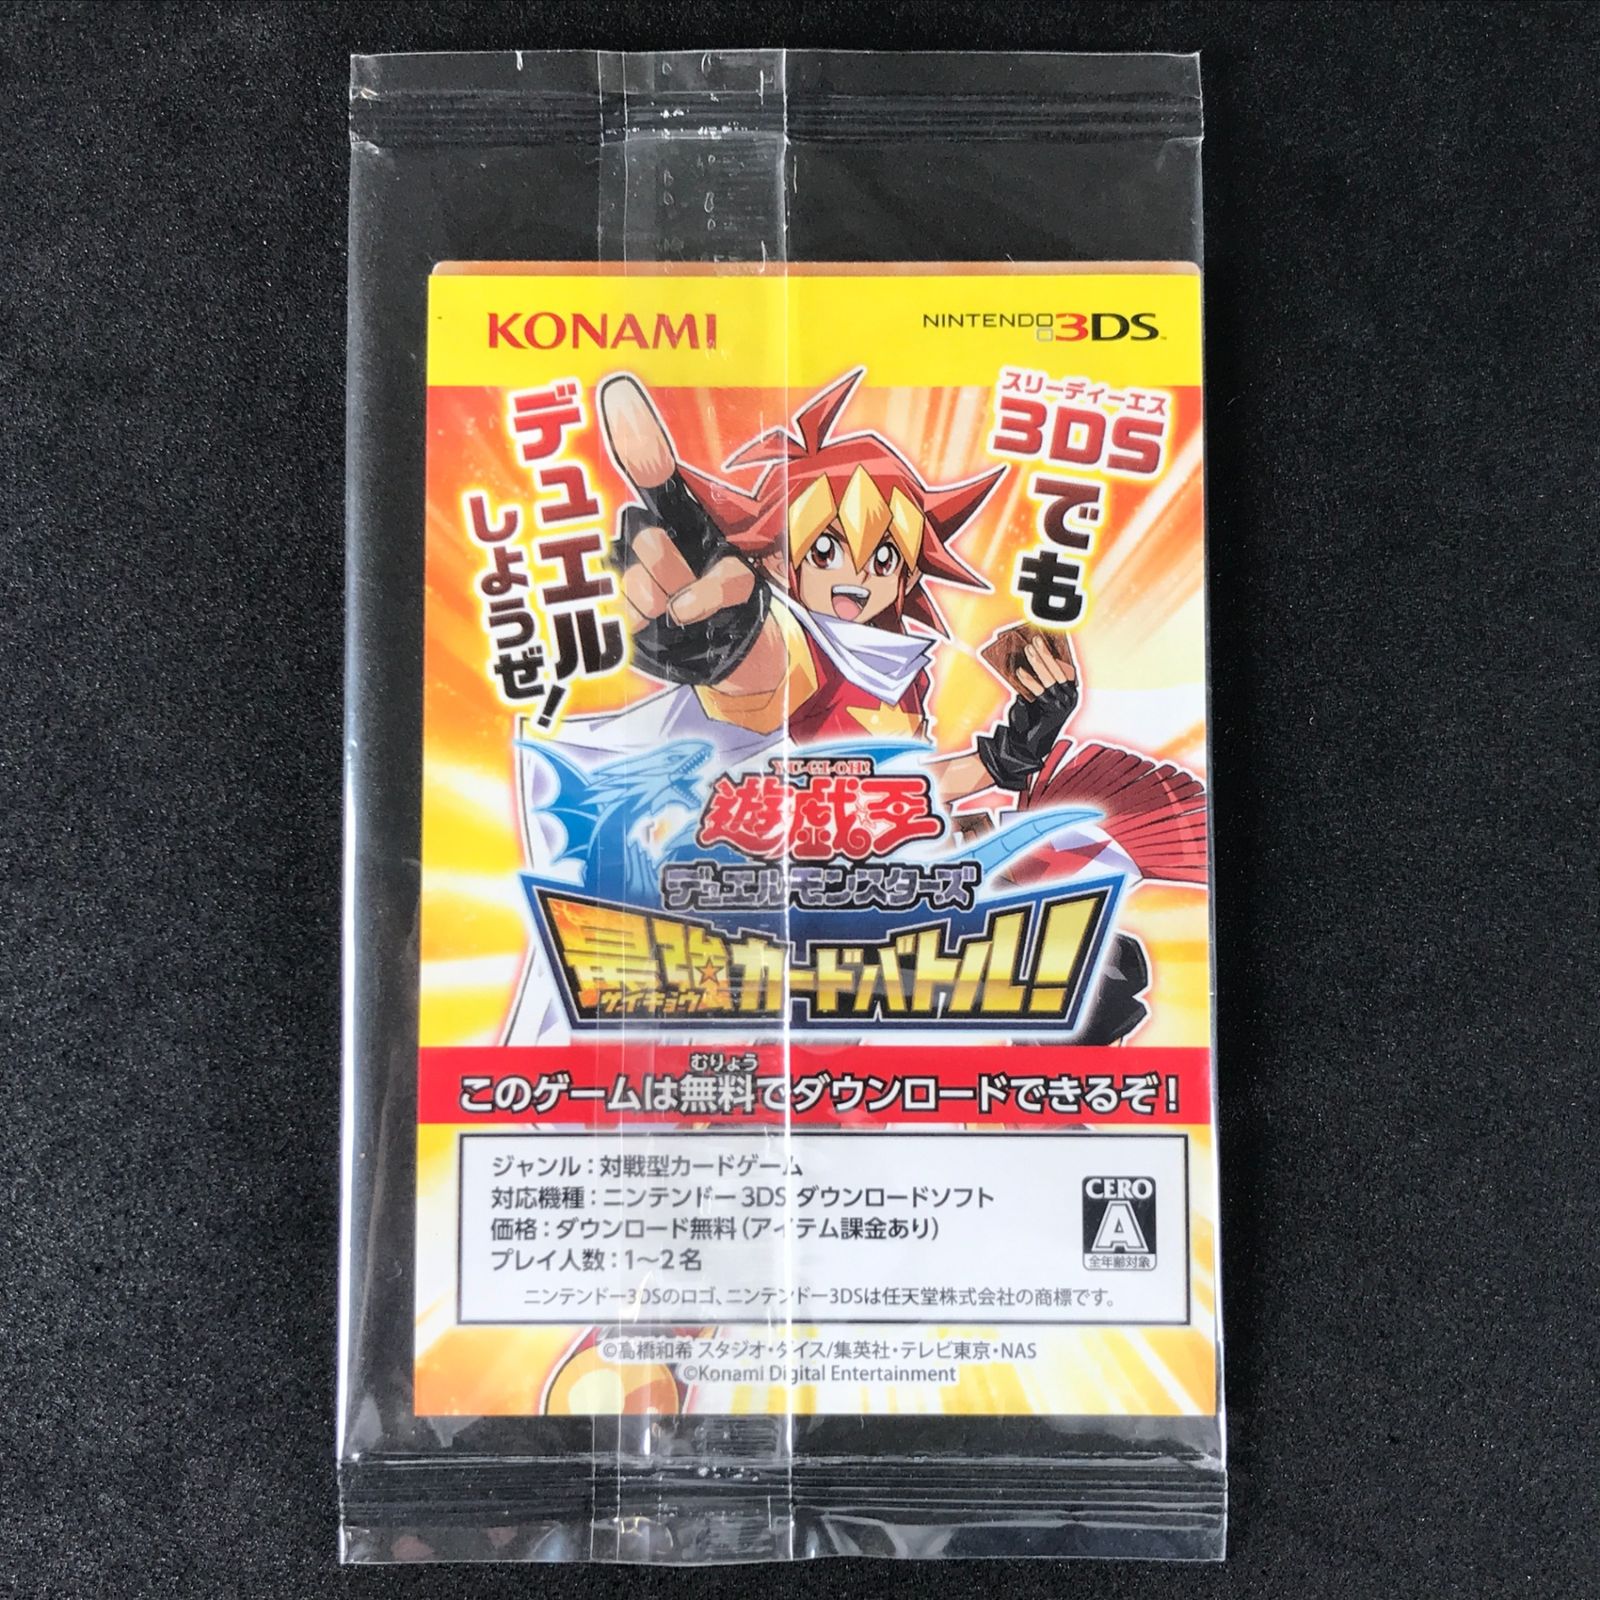 KONAMI
NINTENDO 3DS™
スリーディーエス
3DSでも
デュエル
しようぜ!
YU-GI-OH!
遊戯王
デュエルモンスターズ
最強カードバトル!
サイキョウ
むりょう
このゲームは無料でダウンロードできるぞ!
ジャンル:対戦型カードゲーム
対応機種:ニンテンドー3DS ダウンロードソフト
価格:ダウンロード無料(アイテム課金あり)
プレイ人数:1〜2名
CERO
A
全年齢対象
ニンテンドー3DSのロゴ、ニンテンドー3DSは任天堂株式会社の商標です。
©高橋和希 スタジオ・ダイス/集英社・テレビ東京・NAS
©Konami Digital Entertainment